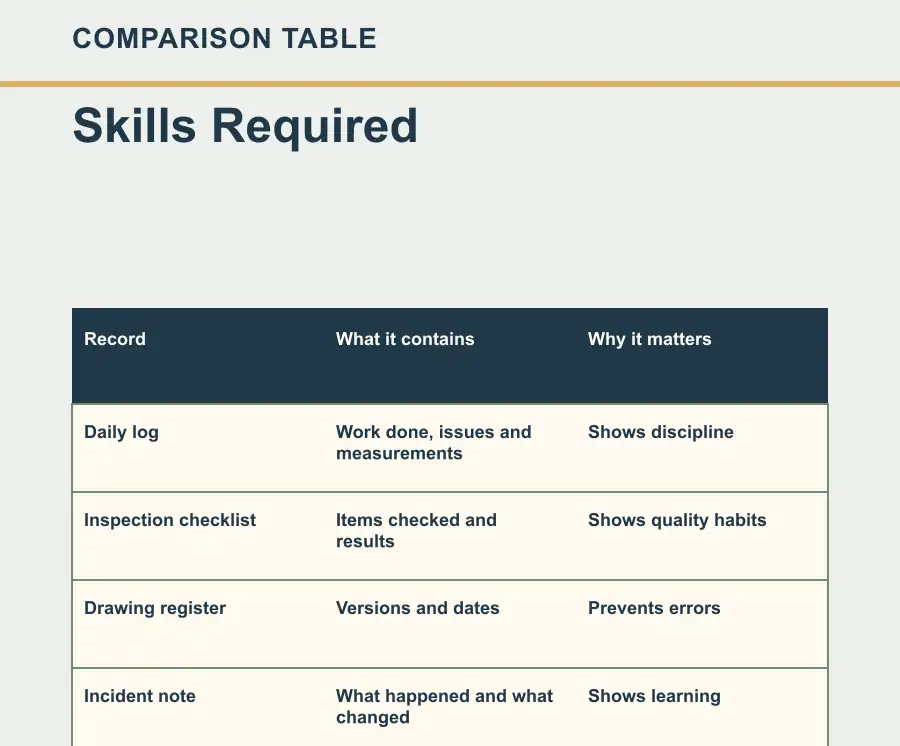 COMPARISON TABLE
Skills Required
Record What it contains Why it matters
Daily log Work done, issues and Shows discipline
measurements
Inspection checklist Items checked and Shows quality habits
results
Drawing register Versions and dates Prevents errors
Incident note What happened and what Shows learning
changed